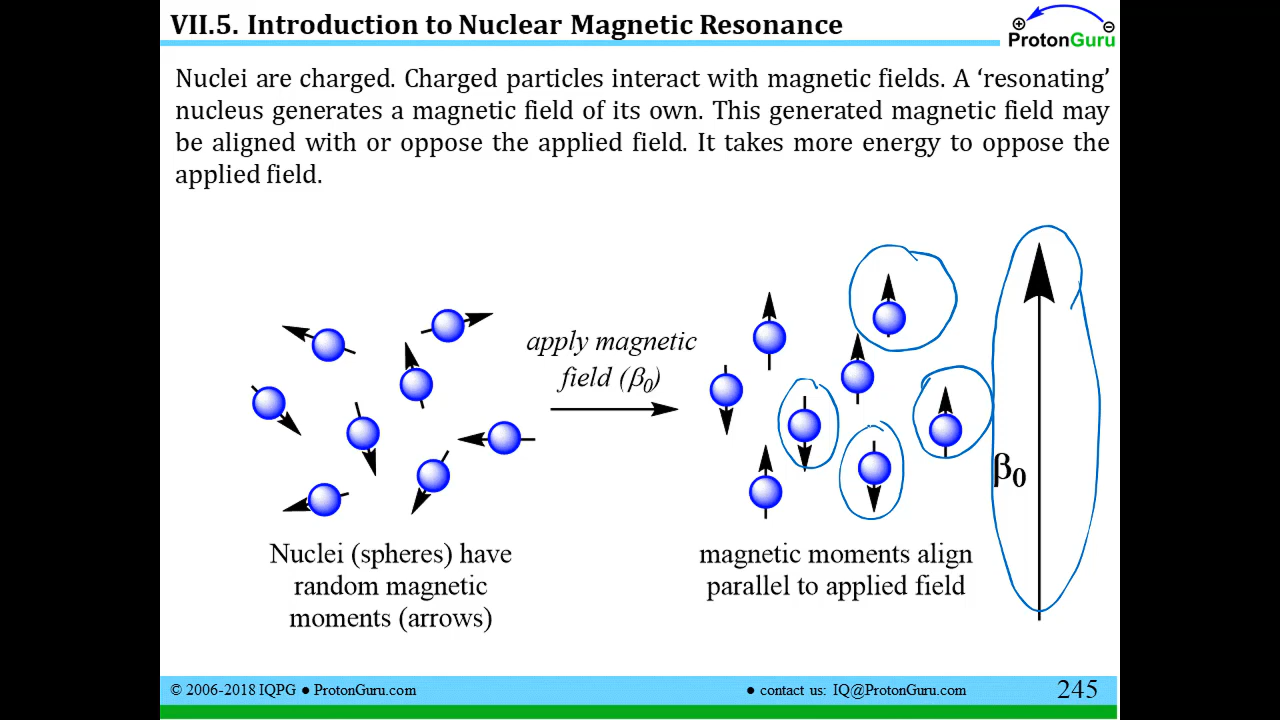 VII.5. Introduction to Nuclear Magnetic Resonance
ProtonGuru
Nuclei are charged. Charged particles interact with magnetic fields. A ‘resonating’
nucleus generates a magnetic field of its own. This generated magnetic field may
be aligned with or oppose the applied field. It takes more energy to oppose the
applied field.
apply magnetic
field (β0)
β0
Nuclei (spheres) have
random magnetic
moments (arrows)
magnetic moments align
parallel to applied field
© 2006-2018 IQPG ● ProtonGuru.com
● contact us: IQ@ProtonGuru.com
245